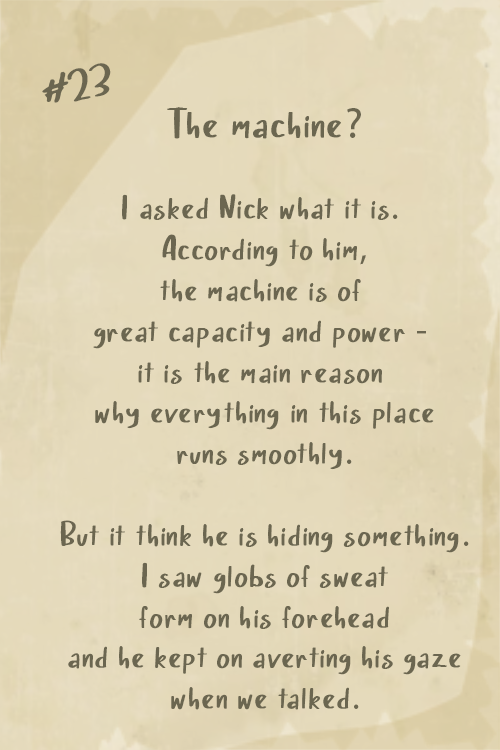 #23
The machine?
I asked Nick what it is.
According to him,
the machine is of
great capacity and power -
it is the main reason
why everything in this place
runs smoothly.
But it think he is hiding something.
I saw globs of sweat
form on his forehead
and he kept on averting his gaze
when we talked.